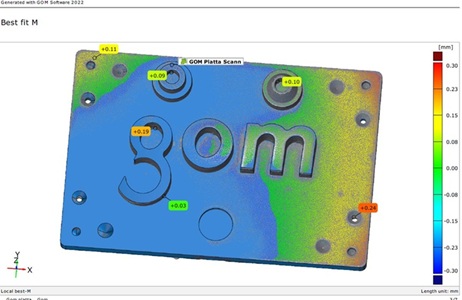 Generated with GOM Software 2022
Best fit M
[mm]
+0.11
GOM Platta Scann
+0.09
+0.10
0.30
0.23
0.15
+0.19
gom
0.08
0.00
-0.08
+0.03
+0.24
-0.15
-0.23
-0.30
Y
Z
X
Local best-M
Length unit: mm